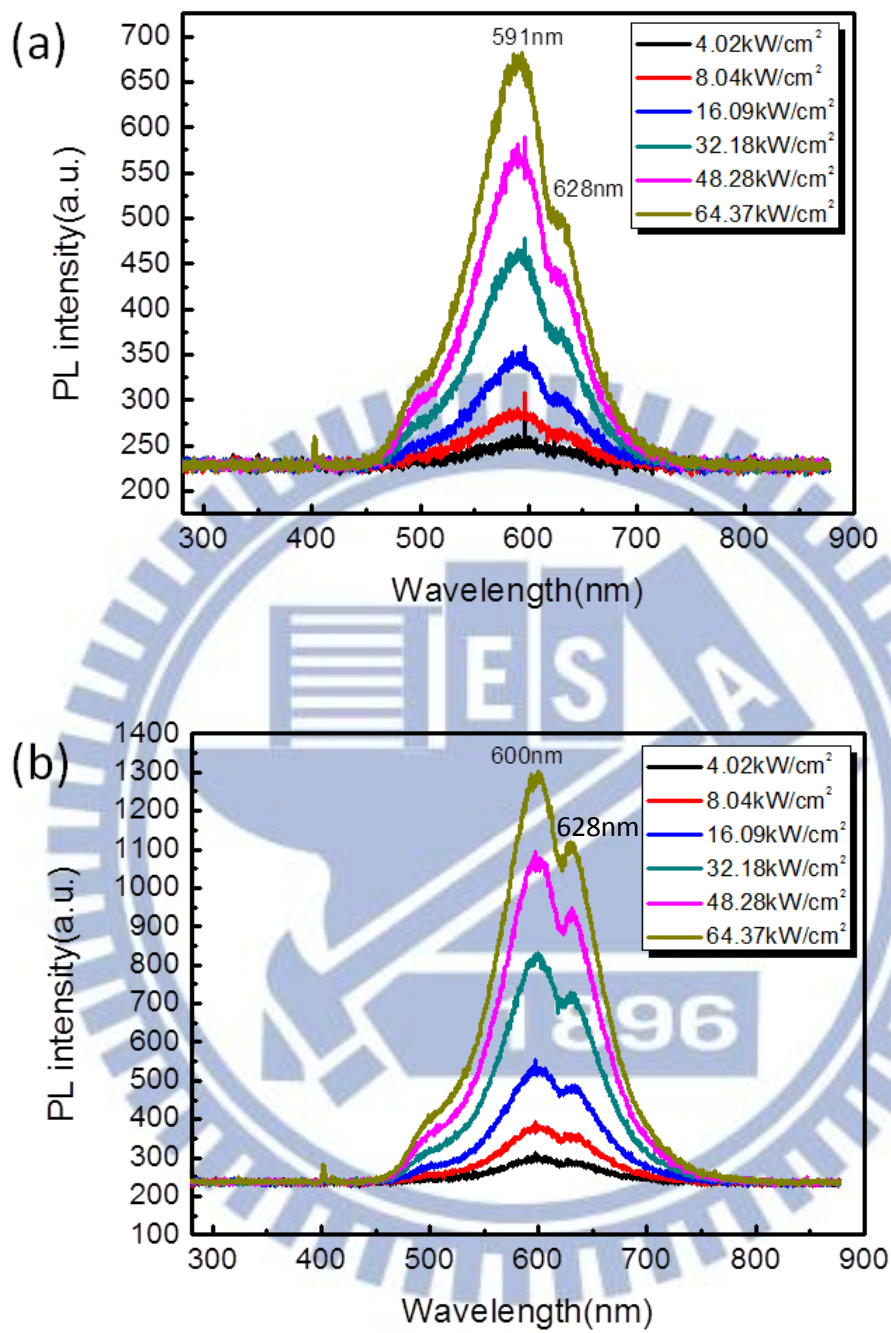 (a)
700
650
600
550
500
450
400
350
300
250
200
PL intensity(a.u.)
591nm
628nm
4.02kW/cm²
8.04kW/cm²
16.09kW/cm²
32.18kW/cm²
48.28kW/cm²
64.37kW/cm²
300 400 500 600 700 800 900
Wavelength(nm)
E S A
(b)
1400
1300
1200
1100
1000
900
800
700
600
500
400
300
200
100
PL intensity(a.u.)
600nm
628nm
4.02kW/cm²
8.04kW/cm²
16.09kW/cm²
32.18kW/cm²
48.28kW/cm²
64.37kW/cm²
1896
300 400 500 600 700 800 900
Wavelength(nm)